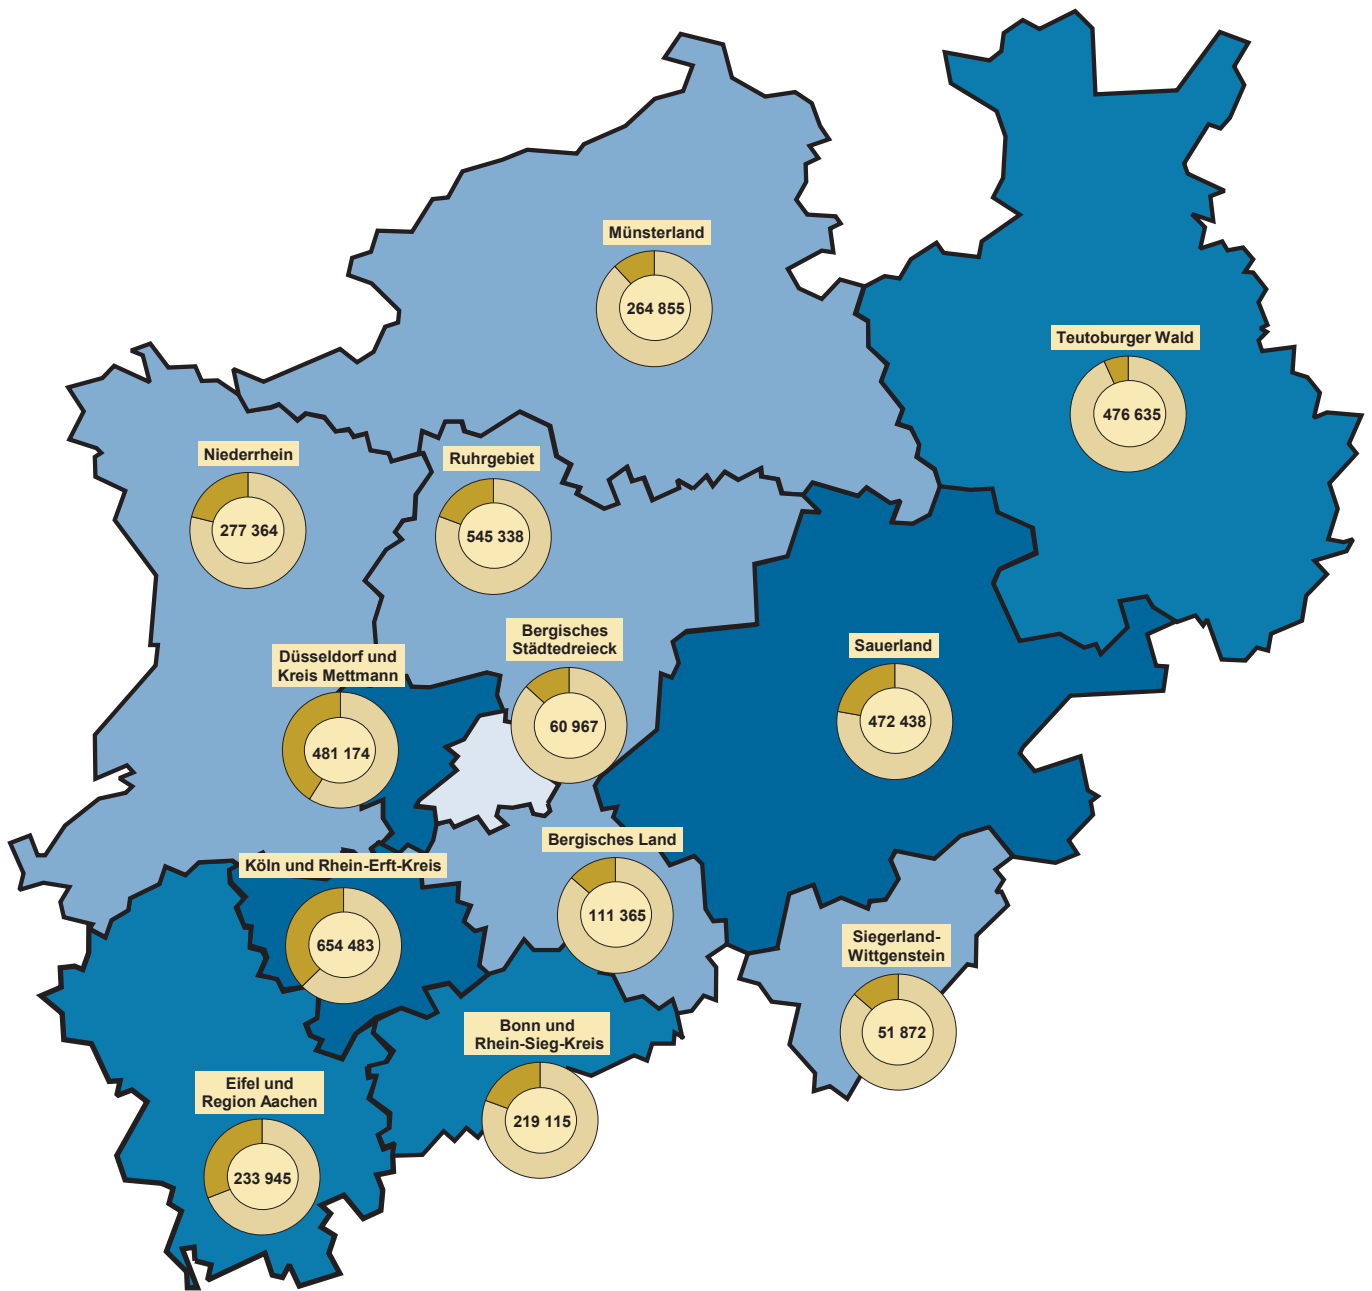 Münsterland
264 855
Teutoburger Wald
476 635
Niederrhein
277 364
Ruhrgebiet
545 338
Bergisches
Städtedreieck
60 967
Sauerland
472 438
Düsseldorf und
Kreis Mettmann
481 174
Bergisches Land
111 365
Köln und Rhein-Erft-Kreis
654 483
Siegerland-
Wittgenstein
51 872
Bonn und
Rhein-Sieg-Kreis
219 115
Eifel und
Region Aachen
233 945